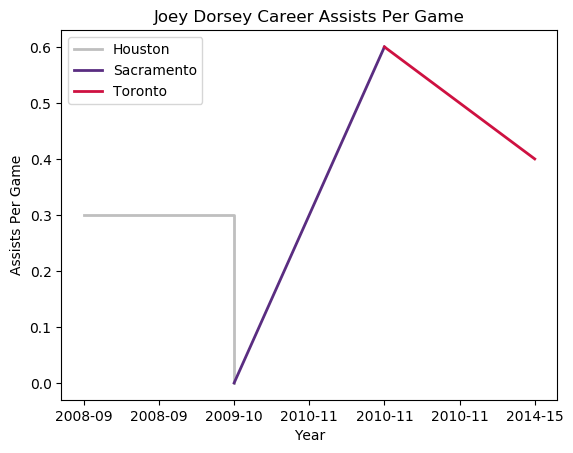 Joey Dorsey Career Assists Per Game
Houston
Sacramento
Toronto
Assists Per Game
0.6
0.5
0.4
0.3
0.2
0.1
0.0
2008-09 2008-09 2009-10 2010-11 2010-11 2010-11 2014-15
Year